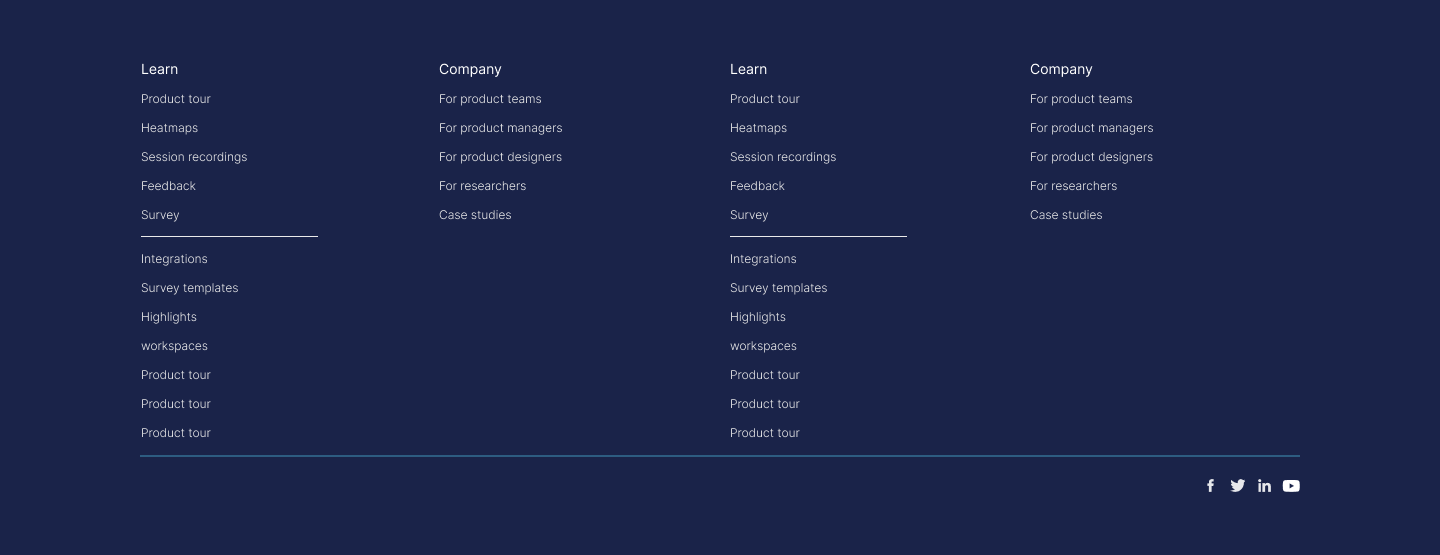 Learn
Product tour
Heatmaps
Session recordings
Feedback
Survey
Integrations
Survey templates
Highlights
workspaces
Product tour
Product tour
Product tour
Company
For product teams
For product managers
For product designers
For researchers
Case studies
Learn
Product tour
Heatmaps
Session recordings
Feedback
Survey
Integrations
Survey templates
Highlights
workspaces
Product tour
Product tour
Product tour
Company
For product teams
For product managers
For product designers
For researchers
Case studies